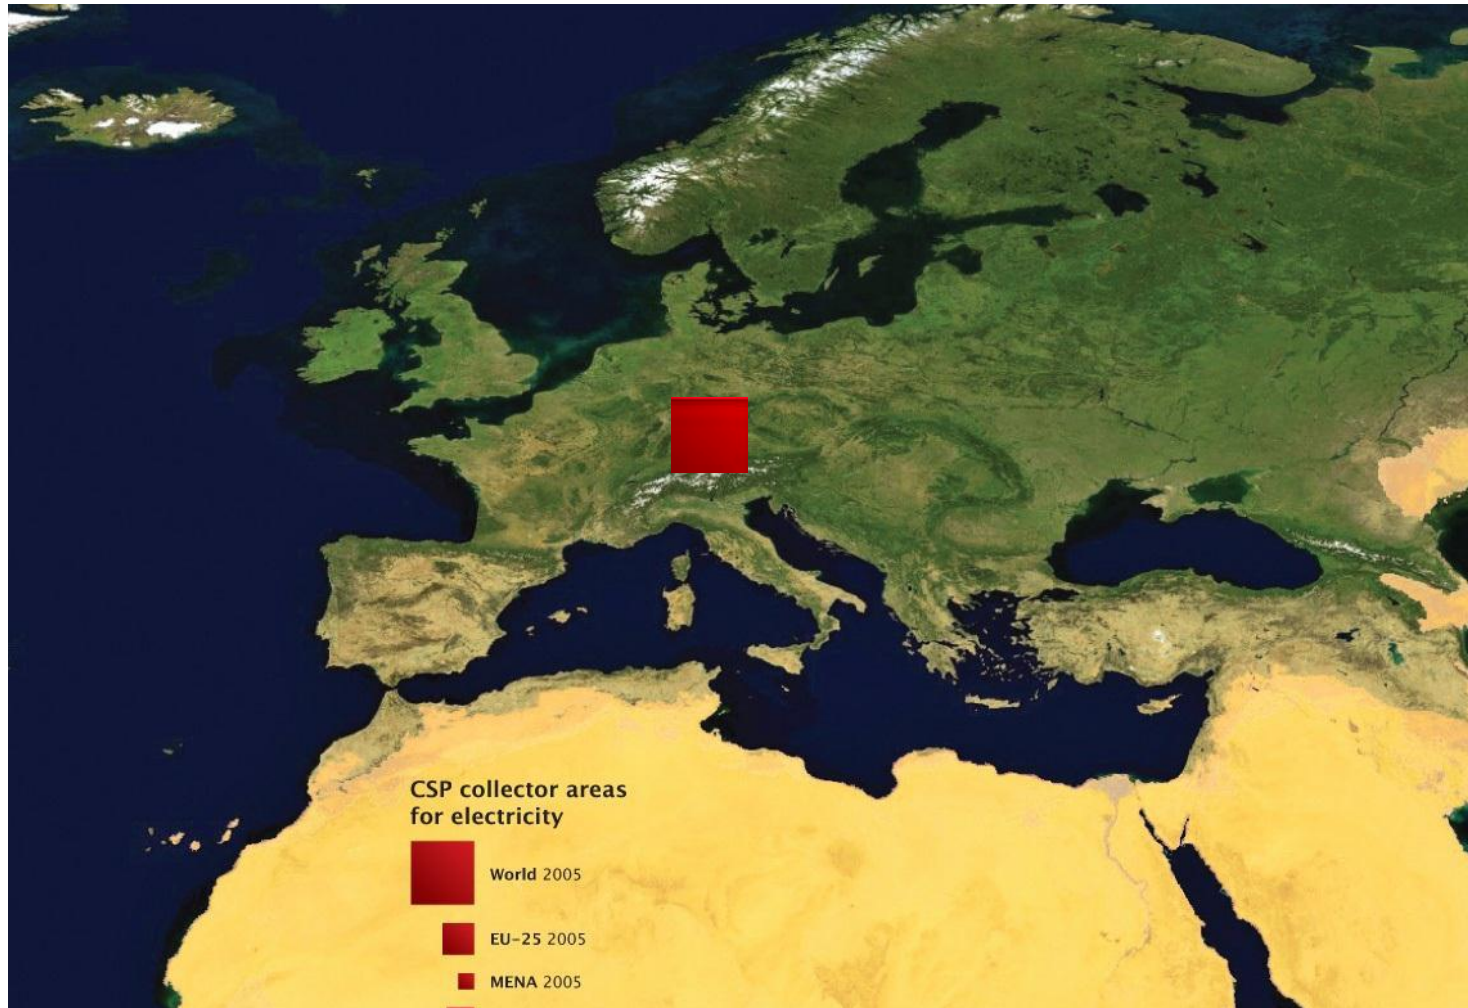 CSP collector areas
for electricity
World 2005
EU-25 2005
MENA 2005